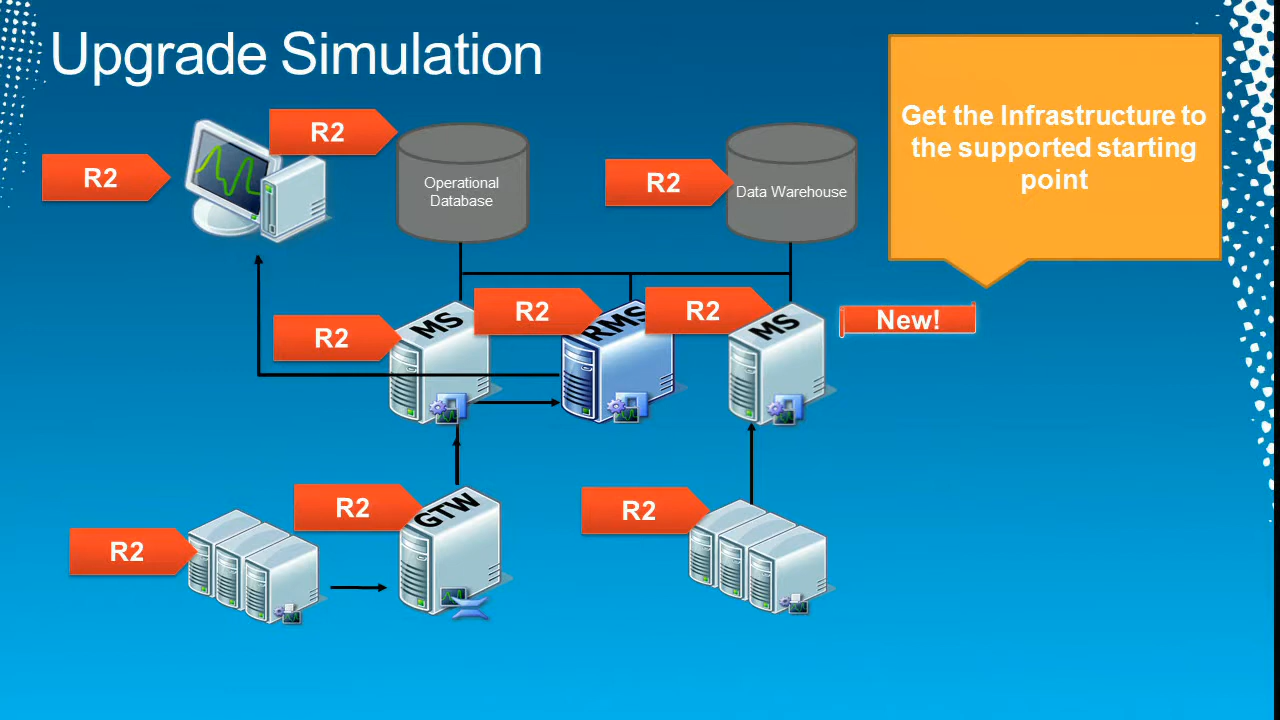 Upgrade Simulation
Get the Infrastructure to
the supported starting
point
R2
R2
Operational
Database
R2
Data Warehouse
R2
R2
MS
R2
RMS
R2
MS
New!
R2
R2
GTW
R2